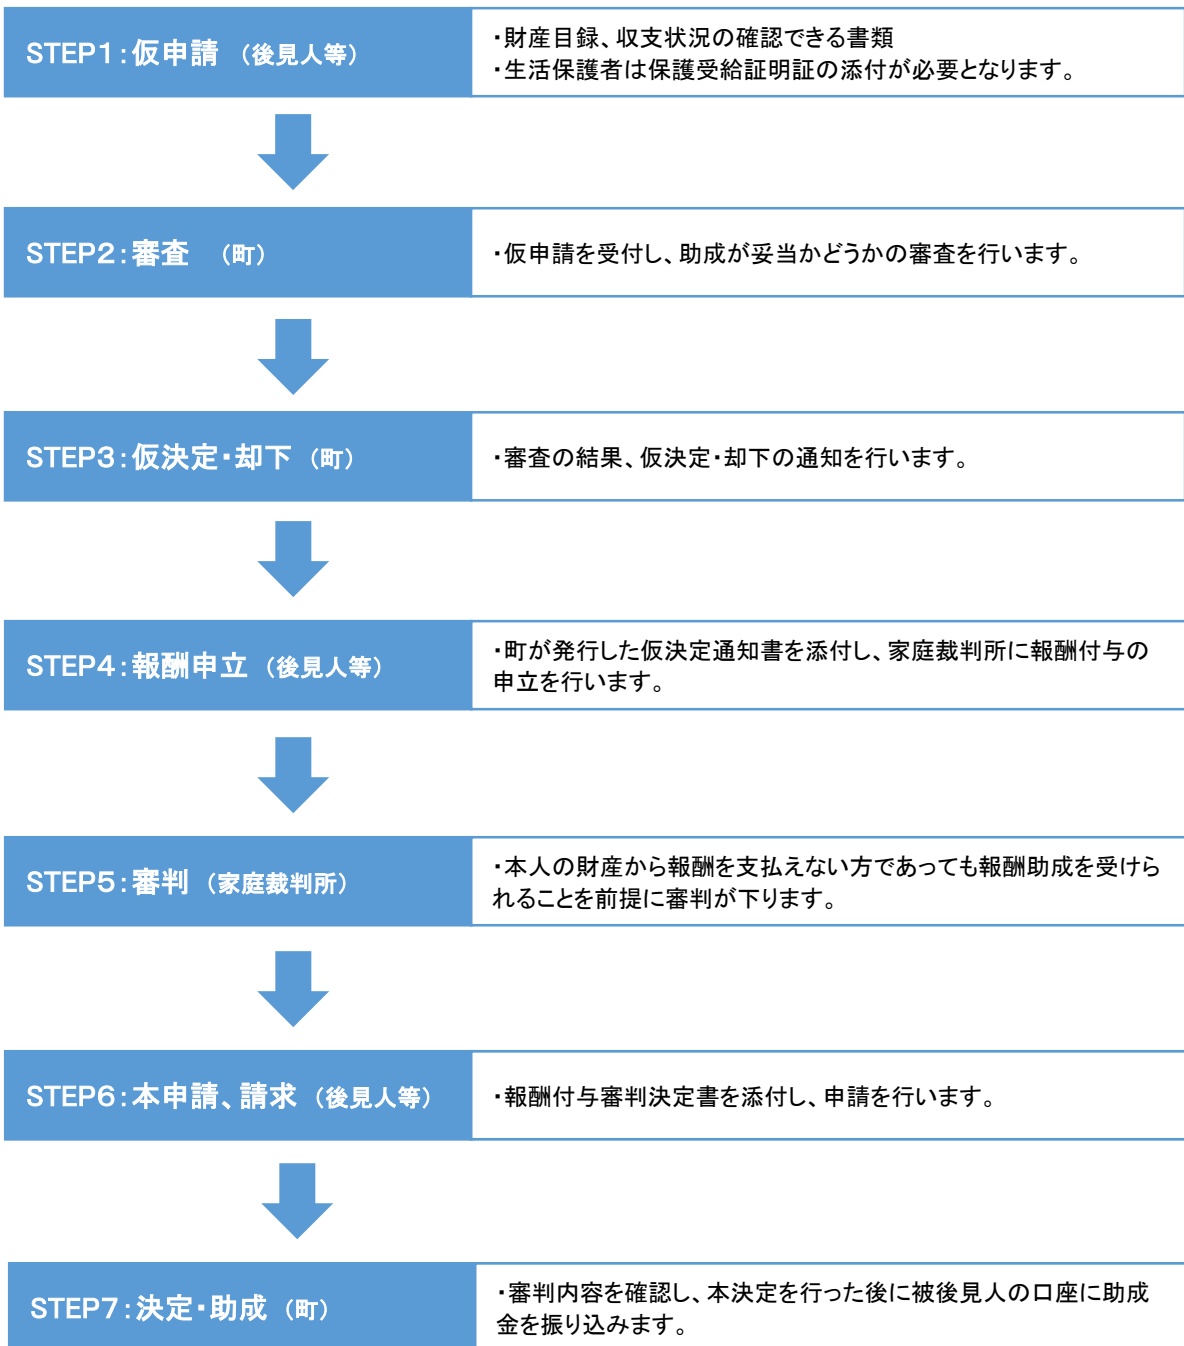 STEP1：仮申請 （後見人等）
・財産目録、収支状況の確認できる書類
・生活保護者は保護受給証明証の添付が必要となります。
STEP2：審査 （町）
・仮申請を受付し、助成が妥当かどうかの審査を行います。
STEP3：仮決定・却下 （町）
・審査の結果、仮決定・却下の通知を行います。
STEP4：報酬申立 （後見人等）
・町が発行した仮決定通知書を添付し、家庭裁判所に報酬付与の
申立を行います。
STEP5：審判 （家庭裁判所）
・本人の財産から報酬を支払えない方であっても報酬助成を受けら
れることを前提に審判が下ります。
STEP6：本申請、請求 （後見人等）
・報酬付与審判決定書を添付し、申請を行います。
STEP7：決定・助成 （町）
・審判内容を確認し、本決定を行った後に被後見人の口座に助成
金を振り込みます。